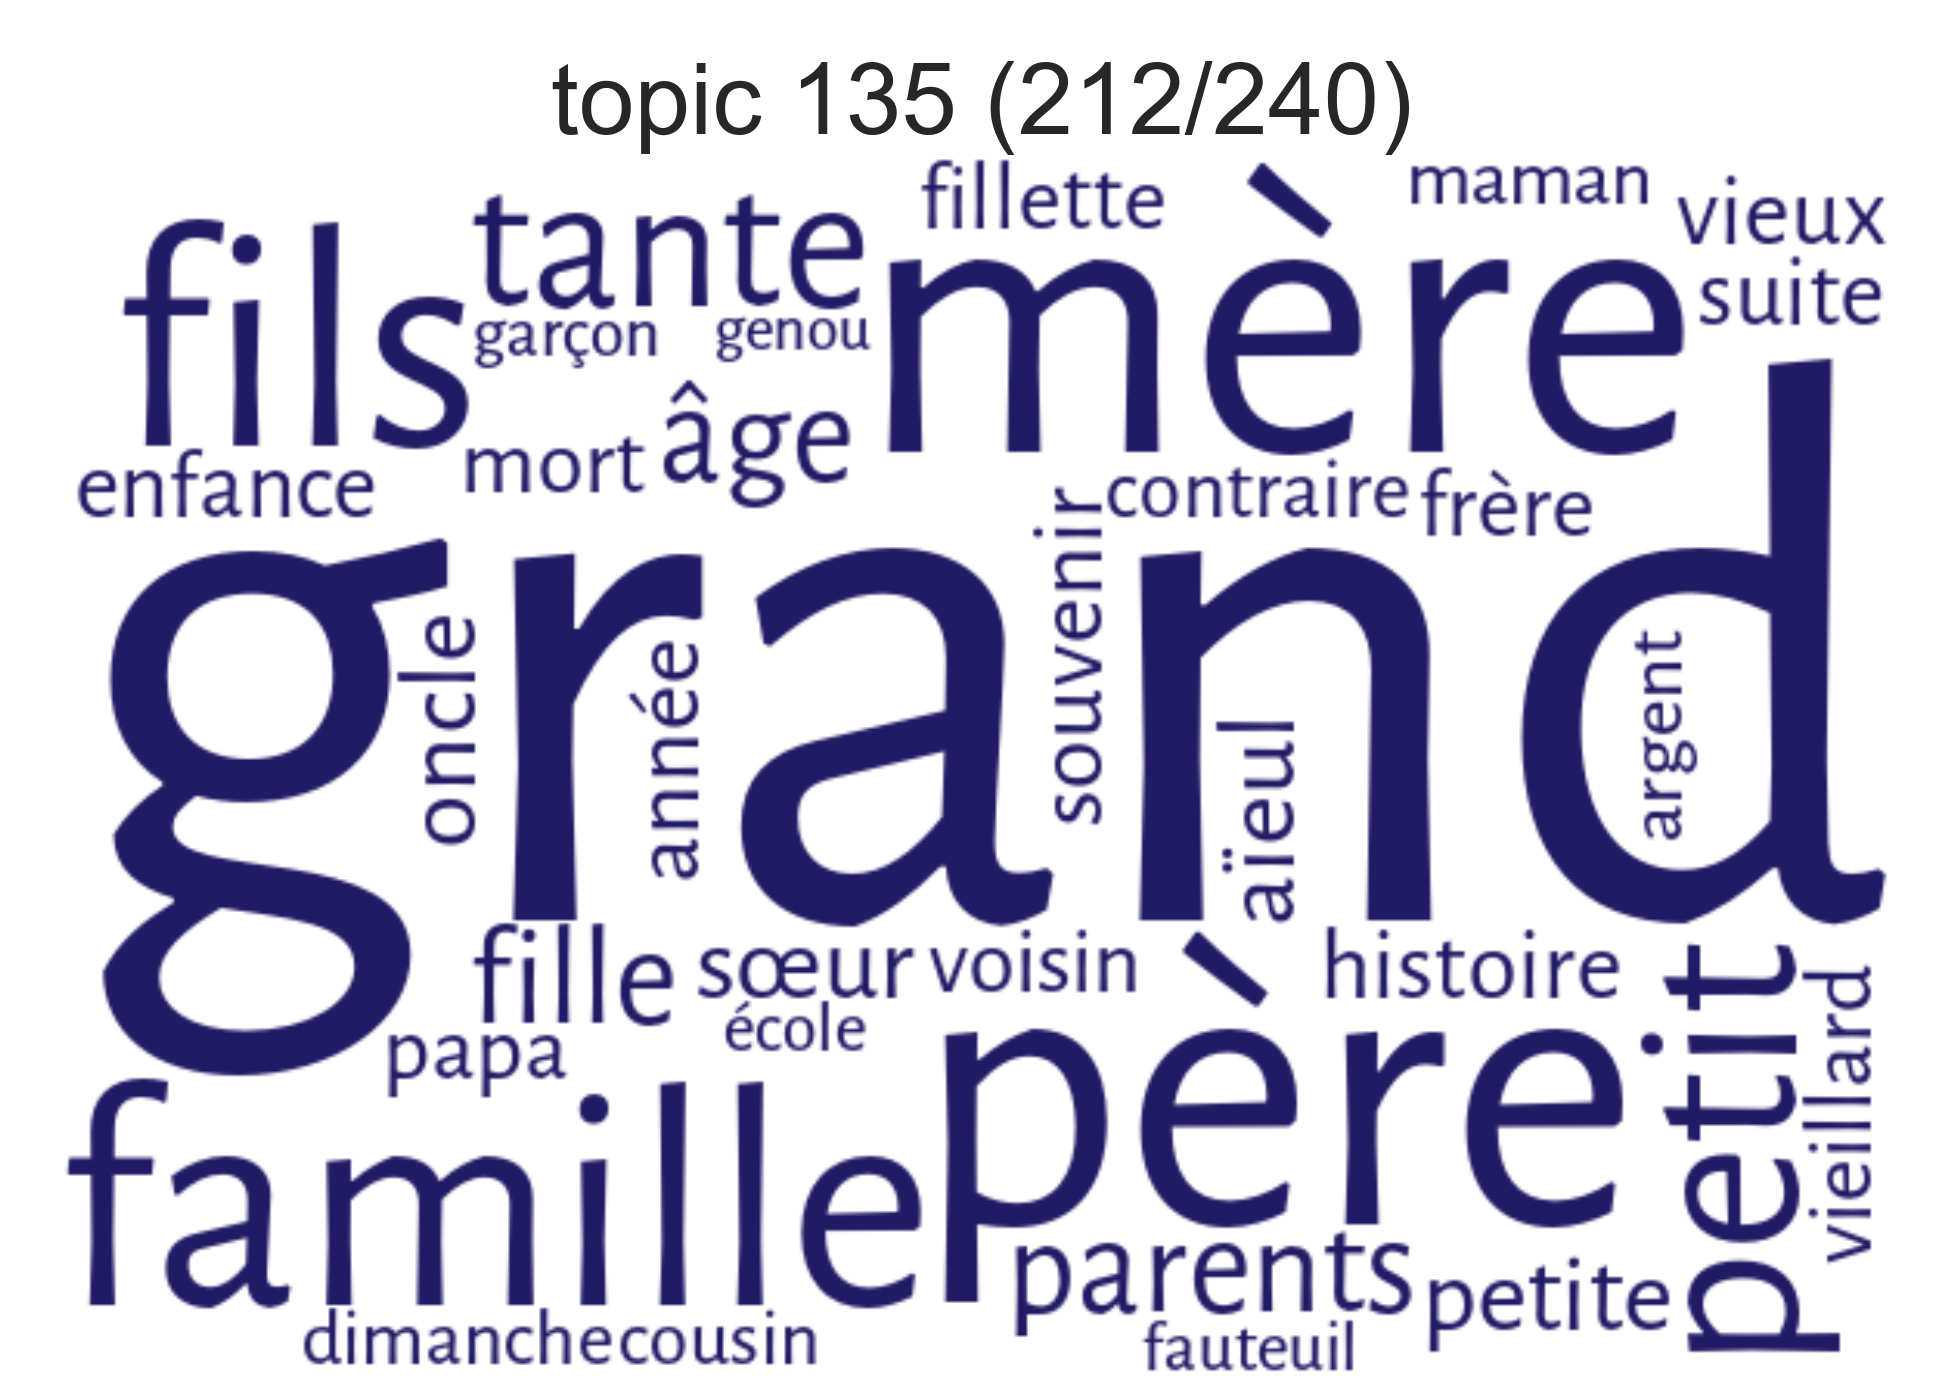 topic 135 (212/240)
fillette
maman
vieux
fils
tante
mère
suite
garçon
genou
âge
enfance
mort
contraire
frère
grand
oncle
année
souvenir
aïeul
argent
fille
sœur
voisin
histoire
petit
vieillard
papa
école
père
famille
parents
petite
dimanche
cousin
fauteuil